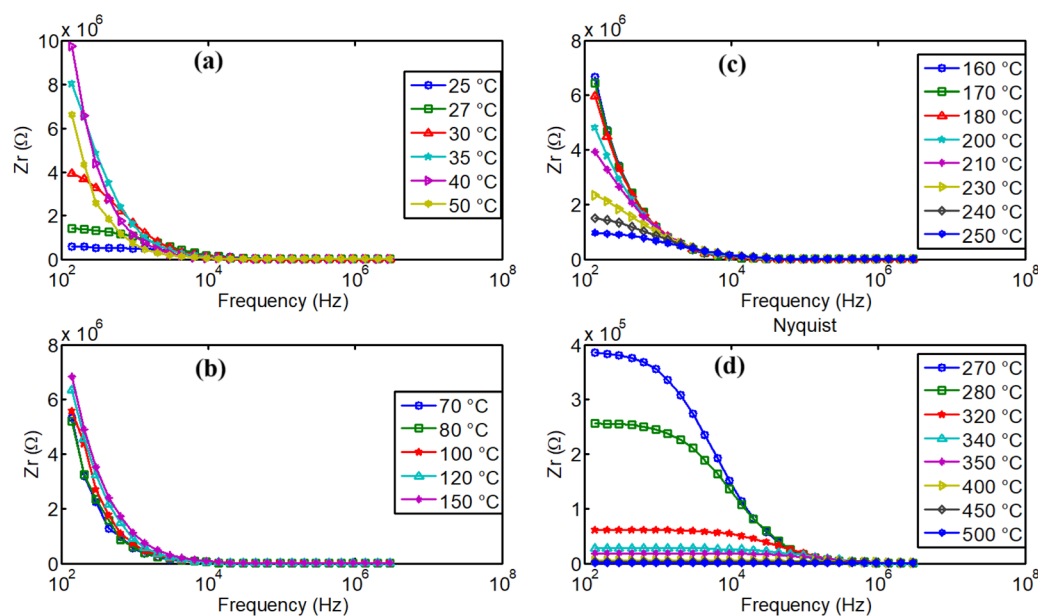 x 10^6
(a)
Zr (Ω)
10
8
6
4
2
0
10^2
10^4
10^6
10^8
Frequency (Hz)
25 °C
27 °C
30 °C
35 °C
40 °C
50 °C
x 10^6
(c)
Zr (Ω)
8
6
4
2
0
10^2
10^4
10^6
10^8
Frequency (Hz)
160 °C
170 °C
180 °C
200 °C
210 °C
230 °C
240 °C
250 °C
x 10^6
(b)
Zr (Ω)
8
6
4
2
0
10^2
10^4
10^6
10^8
Frequency (Hz)
70 °C
80 °C
100 °C
120 °C
150 °C
Nyquist
x 10^5
(d)
Zr (Ω)
4
3
2
1
0
10^2
10^4
10^6
10^8
Frequency (Hz)
270 °C
280 °C
320 °C
340 °C
350 °C
400 °C
450 °C
500 °C